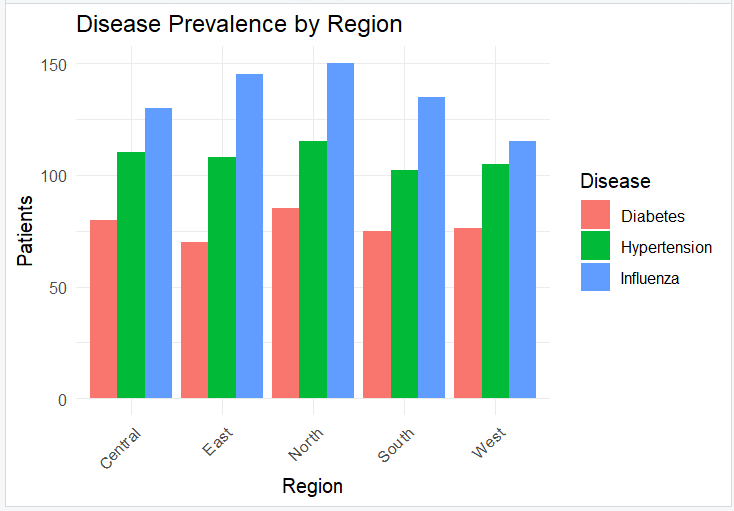 Disease Prevalence by Region
150
100
50
0
Patients
Central
East
North
South
West
Region
Disease
Diabetes
Hypertension
Influenza